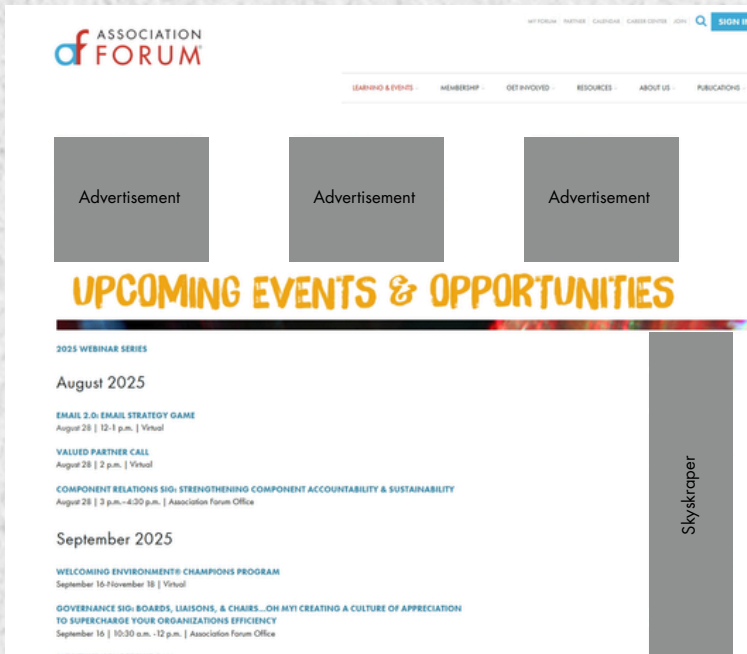 MY FORUM | PARTNER | CALENDAR | CAREER CENTER | JOIN | SIGN IN
ASSOCIATION
FORUM
LEARNING & EVENTS
MEMBERSHIP
GET INVOLVED
RESOURCES
ABOUT US
PUBLICATIONS
Advertisement
Advertisement
Advertisement
UPCOMING EVENTS & OPPORTUNITIES
2025 WEBINAR SERIES
August 2025
EMAIL 2.0: EMAIL STRATEGY GAME
August 28 | 12-1 p.m. | Virtual
VALUED PARTNER CALL
August 28 | 2 p.m. | Virtual
COMPONENT RELATIONS SIG: STRENGTHENING COMPONENT ACCOUNTABILITY & SUSTAINABILITY
August 28 | 3 p.m.–4:30 p.m. | Association Forum Office
Skyskraper
September 2025
WELCOMING ENVIRONMENT® CHAMPIONS PROGRAM
September 16-November 18 | Virtual
GOVERNANCE SIG: BOARDS, LIAISONS, & CHAIRS...OH MY! CREATING A CULTURE OF APPRECIATION
TO SUPERCHARGE YOUR ORGANIZATIONS EFFICIENCY
September 16 | 10:30 a.m. -12 p.m. | Association Forum Office